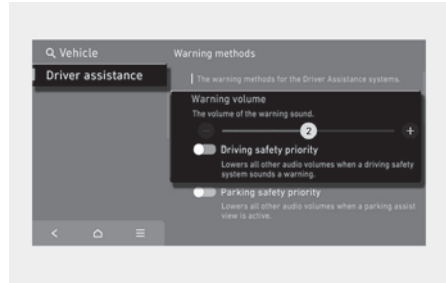 Vehicle
Driver assistance
Warning methods
The warning methods for the Driver Assistance systems.
Warning volume
The volume of the warning sound.
2
Driving safety priority
Lowers all other audio volumes when a driving safety
system sounds a warning.
Parking safety priority
Lowers all other audio volumes when a parking assist
view is active.